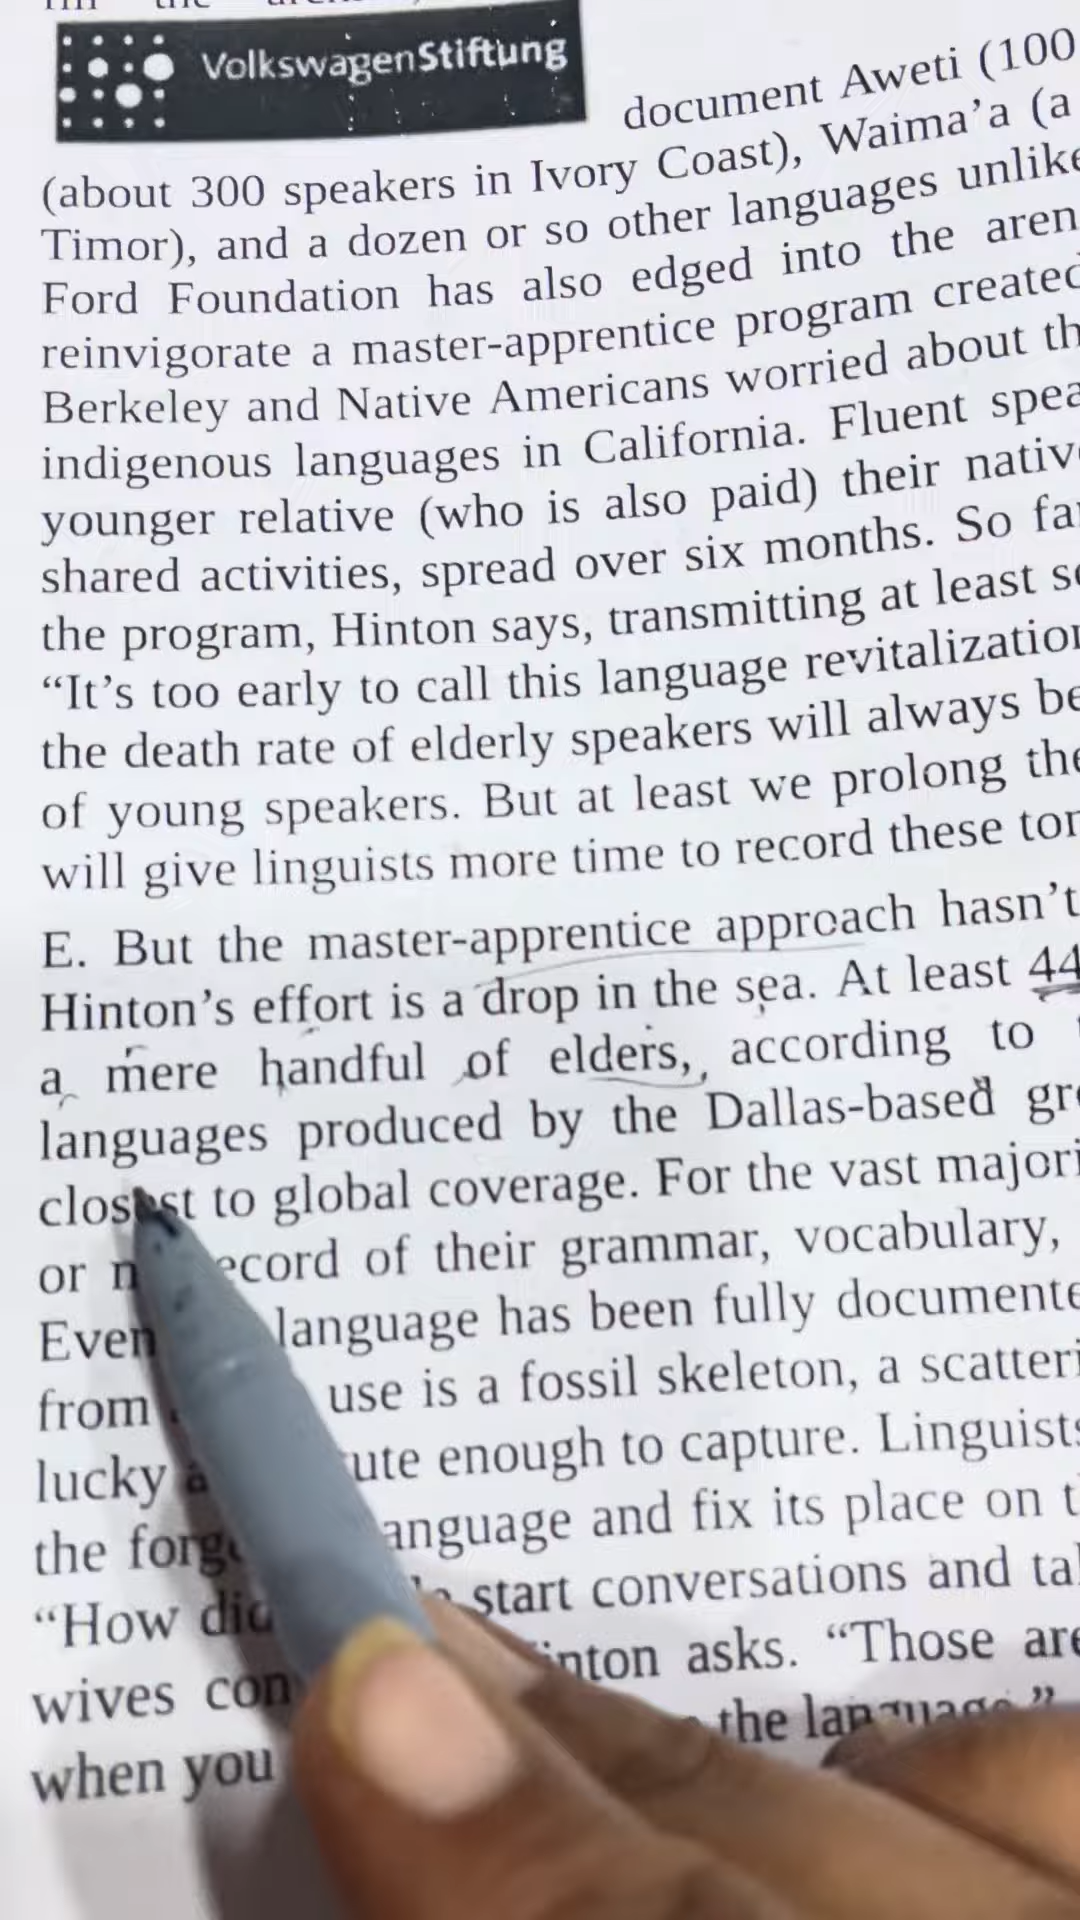 VolkswagenStiftung
document Aweti (100
(about 300 speakers in Ivory Coast), Waima’a (a
Timor), and a dozen or so other languages unlike
Ford Foundation has also edged into the aren
reinvigorate a master-apprentice program created
Berkeley and Native Americans worried about th
indigenous languages in California. Fluent spea
younger relative (who is also paid) their native
shared activities, spread over six months. So far
the program, Hinton says, transmitting at least so
“It’s too early to call this language revitalization
the death rate of elderly speakers will always be
of young speakers. But at least we prolong the
will give linguists more time to record these ton
E. But the master-apprentice approach hasn’t
Hinton’s effort is a drop in the sea. At least 44
a mere handful of elders, according to
languages produced by the Dallas-based gr
closest to global coverage. For the vast majori
or ecord of their grammar, vocabulary,
Even language has been fully documente
from use is a fossil skeleton, a scatteri
lucky ute enough to capture. Linguists
the forg anguage and fix its place on t
“How did start conversations and tal
wives con inton asks. “Those are
when you the language.”